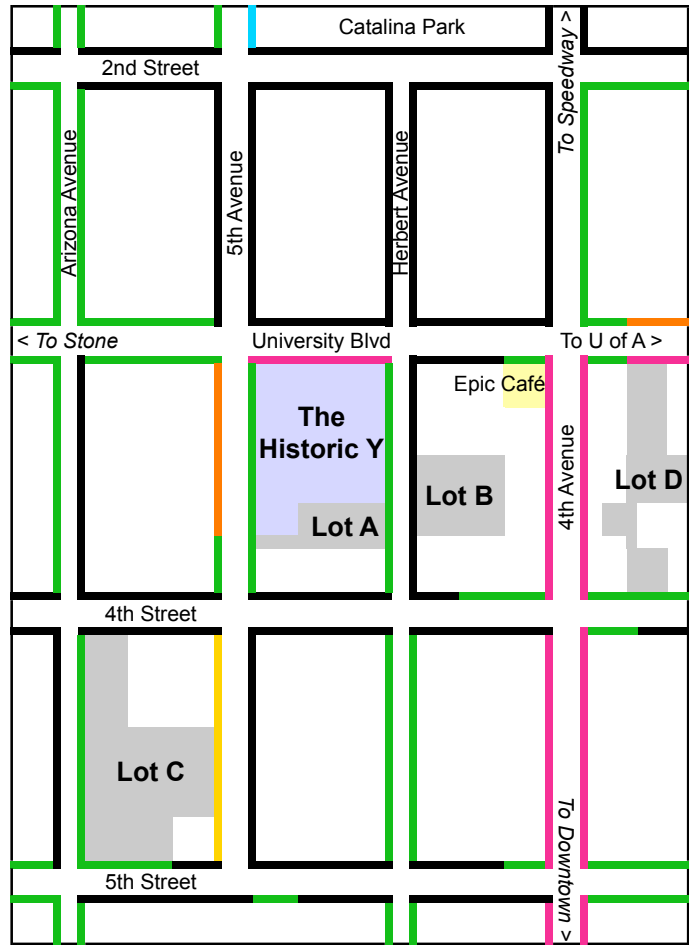 Catalina Park
To Speedway >
2nd Street
Arizona Avenue
5th Avenue
Herbert Avenue
< To Stone
University Blvd
To U of A >
Epic Café
The
Historic Y
4th Avenue
Lot D
Lot B
Lot A
4th Street
Lot C
To Downtown >
5th Street